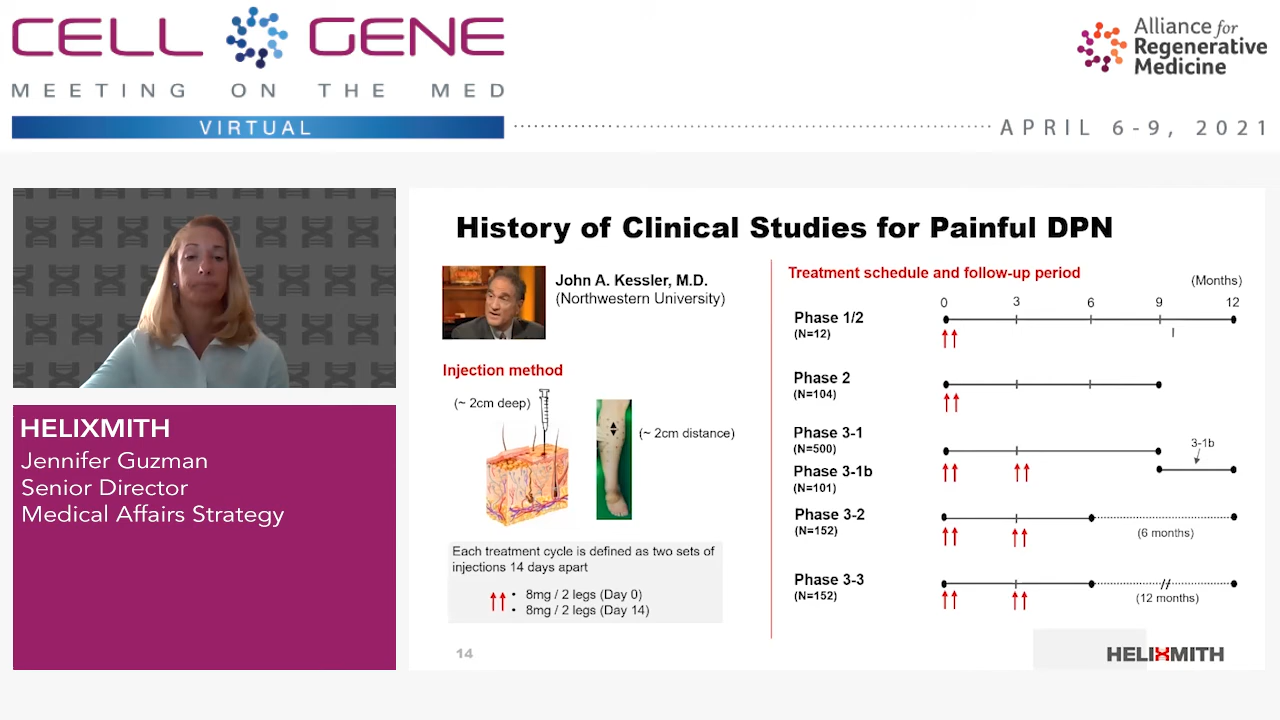 CELL GENE
MEETING ON THE MED
VIRTUAL
Alliance for
Regenerative
Medicine
APRIL 6-9, 2021
HELIXMITH
Jennifer Guzman
Senior Director
Medical Affairs Strategy
History of Clinical Studies for Painful DPN
John A. Kessler, M.D.
(Northwestern University)
Injection method
(~ 2cm deep)
(~ 2cm distance)
Each treatment cycle is defined as two sets of
injections 14 days apart
• 8mg / 2 legs (Day 0)
• 8mg / 2 legs (Day 14)
Treatment schedule and follow-up period
(Months)
0 3 6 9 12
Phase 1/2
(N=12)
Phase 2
(N=104)
Phase 3-1
(N=500)
3-1b
Phase 3-1b
(N=101)
Phase 3-2
(N=152)
(6 months)
Phase 3-3
(N=152)
(12 months)
14
HELIXMITH